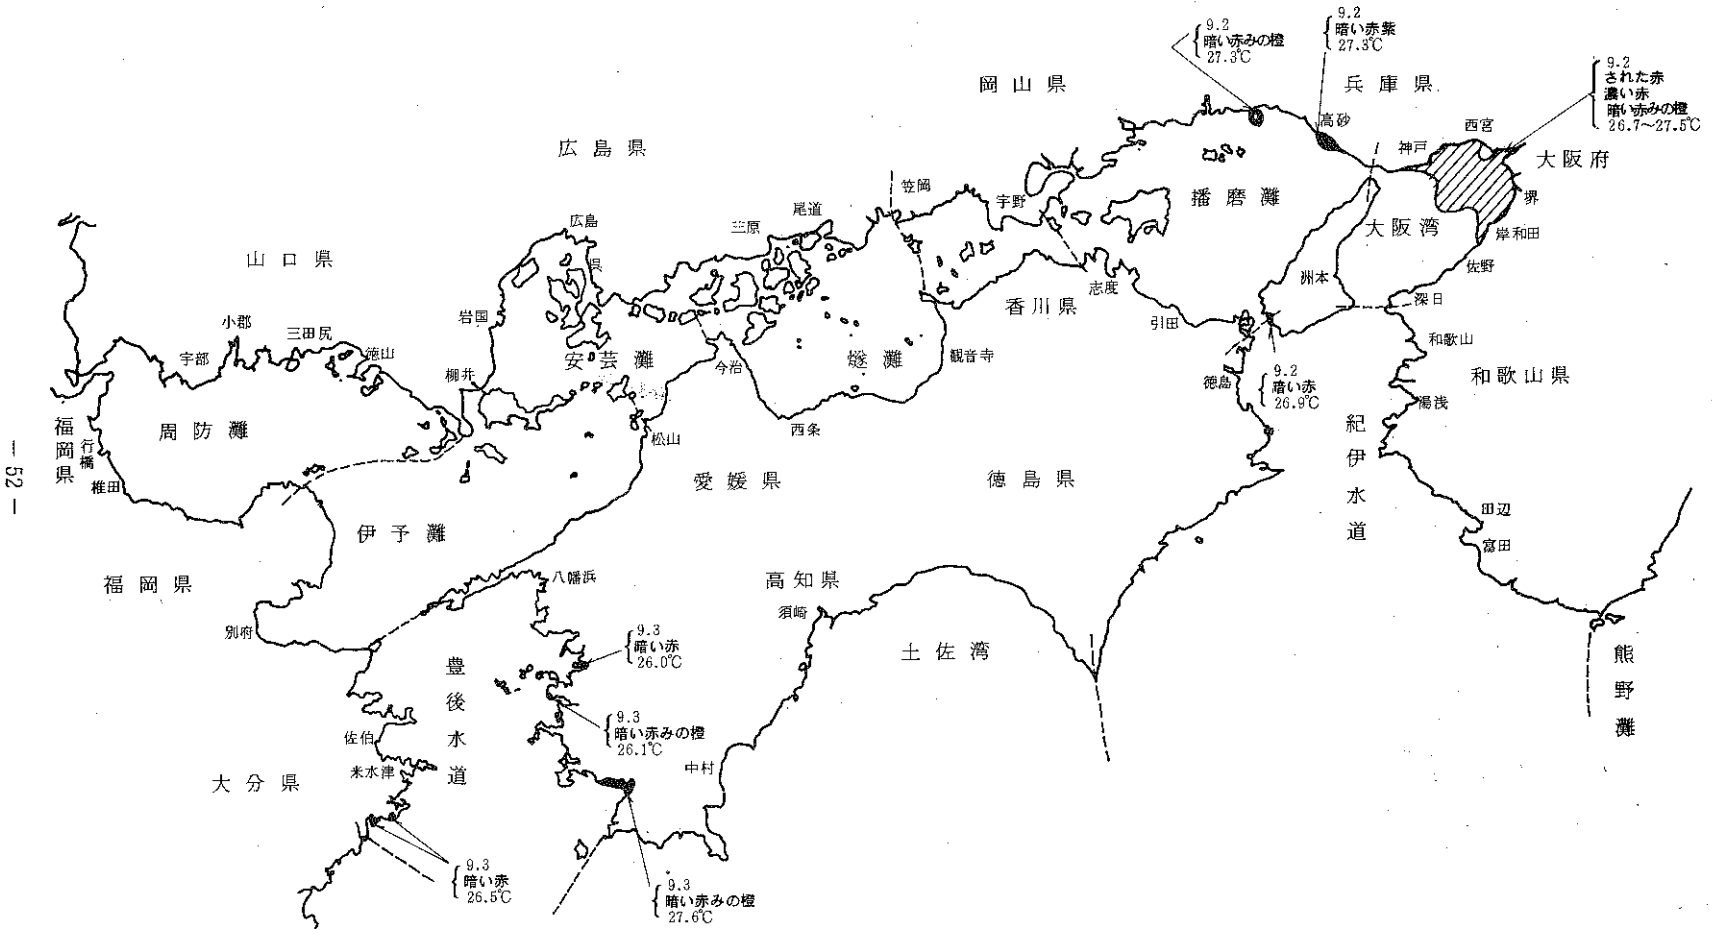 9.2
暗い赤みの橙
27.3℃
9.2
暗い赤紫
27.3℃
9.2
された赤
濃い赤
暗い赤みの橙
26.7〜27.5℃
岡山県
兵庫県
広島県
高砂
神戸
西宮
大阪府
堺
岸和田
佐野
深日
大阪湾
洲本
播磨灘
笠岡
宇野
尾道
三原
広島
呉
山口県
岩国
小郡
三田尻
宇部
徳山
柳井
安芸灘
今治
燧灘
観音寺
香川県
志度
引田
徳島
9.2
暗い赤
26.9℃
和歌山
和歌山県
湯浅
紀伊水道
福岡県
行橋
椎田
周防灘
松山
西条
愛媛県
徳島県
田辺
富田
伊予灘
福岡県
別府
八幡浜
高知県
須崎
土佐湾
熊野灘
豊後水道
9.3
暗い赤
26.0℃
9.3
暗い赤みの橙
26.1℃
佐伯
米水津
大分県
中村
9.3
暗い赤
26.5℃
9.3
暗い赤みの橙
27.6℃
— 52 —